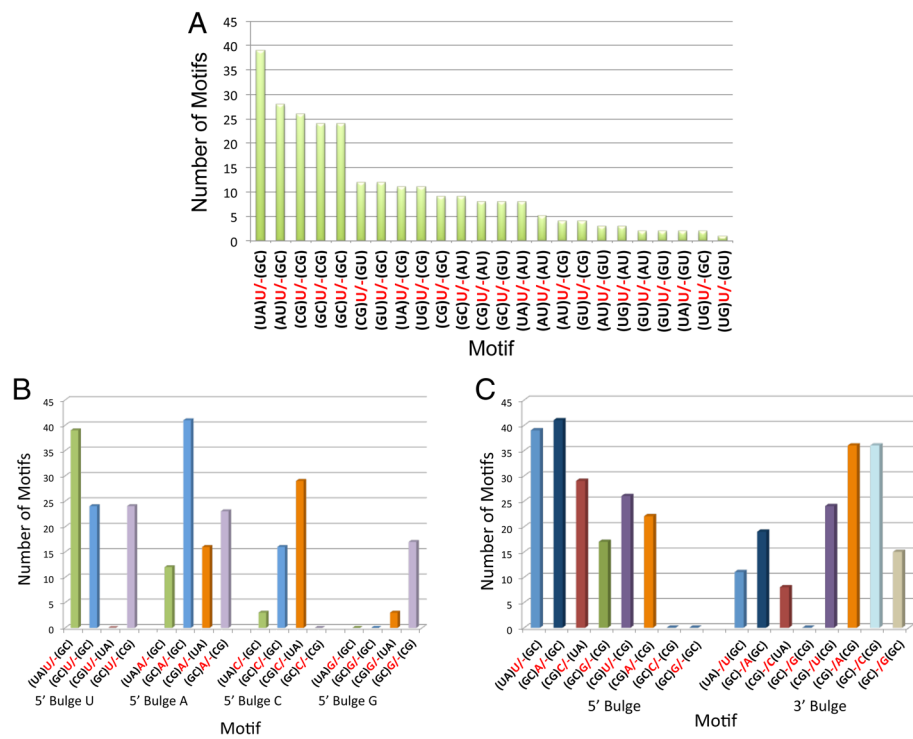 A
Number of Motifs
45
40
35
30
25
20
15
10
5
0
(UA)U/-(GC)
(AU)U/-(GC)
(CG)U/-(CG)
(GC)U/-(CG)
(GC)U/-(GC)
(CG)U/-(GU)
(GU)U/-(GC)
(UA)U/-(CG)
(UG)U/-(CG)
(CG)U/-(GC)
(GC)U/-(AU)
(CG)U/-(AU)
(GC)U/-(GU)
(UA)U/-(AU)
(AU)U/-(AU)
(AU)U/-(CG)
(GU)U/-(CG)
(AU)U/-(GU)
(UG)U/-(AU)
(GU)U/-(AU)
(GU)U/-(GU)
(UA)U/-(GU)
(UG)U/-(GC)
(UG)U/-(GU)
Motif
B
Number of Motifs
45
40
35
30
25
20
15
10
5
0
(UA)U/-(GC)
(GC)U/-(GC)
(CG)U/-(UA)
(GC)U/-(CG)
(UA)A/-(GC)
(GC)A/-(GC)
(CG)A/-(UA)
(GC)A/-(CG)
(UA)C/-(GC)
(GC)C/-(GC)
(CG)C/-(UA)
(GC)C/-(CG)
(UA)G/-(GC)
(GC)G/-(GC)
(CG)G/-(UA)
(GC)G/-(CG)
5' Bulge U
5' Bulge A
5' Bulge C
5' Bulge G
Motif
C
Number of Motifs
45
40
35
30
25
20
15
10
5
0
(UA)U/-(GC)
(GC)A/-(GC)
(CG)C/-(UA)
(GC)G/-(CG)
(CG)U/-(CG)
(CG)A/-(CG)
(GC)C/-(CG)
(GC)G/-(GC)
(UA)-/U(GC)
(GC)-/A(GC)
(CG)-/C(UA)
(GC)-/G(CG)
(CG)-/U(CG)
(CG)-/A(CG)
(GC)-/C(CG)
(GC)-/G(GC)
5' Bulge
3' Bulge
Motif